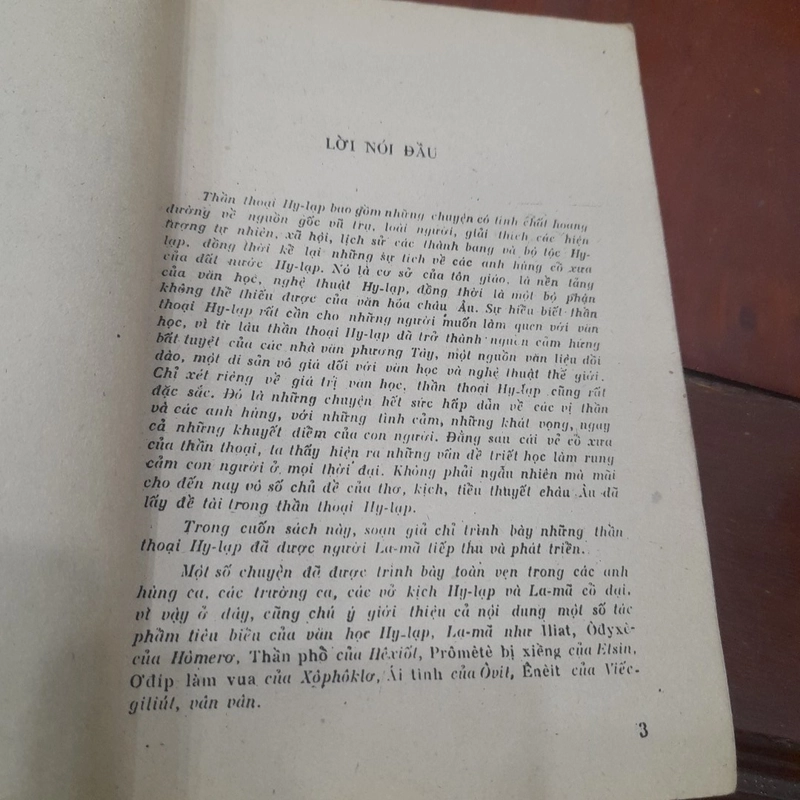 LỜI NÓI ĐẦU
Thần thoại Hy-lạp bao gồm những chuyện có tính chất hoang
đường về nguồn gốc vũ trụ, loài người, giải thích các hiện
tượng tự nhiên, xã hội, lịch sử các thành bang và bộ tộc Hy-
lạp, đồng thời kể lại những sự tích về các anh hùng cổ xưa
của đất nước Hy-lạp. Nó là cơ sở của tôn giáo, là nền tảng
của văn học, nghệ thuật Hy-lạp, đồng thời là một bộ phận
không thể thiếu được của văn hóa châu Âu. Sự hiểu biết thần
thoại Hy-lạp rất cần cho những người muốn làm quen với văn
học, vì từ lâu thần thoại Hy-lạp đã trở thành nguồn cảm hứng
bất tuyệt của các nhà văn phương Tây, một nguồn văn liệu dồi
dào, một di sản vô giá đối với văn học và nghệ thuật thế giới.
Chỉ xét riêng về giá trị văn học, thần thoại Hy-lạp cũng rất
đặc sắc. Đó là những chuyện hết sức hấp dẫn về các vị thần
và các anh hùng, với những tình cảm, những khát vọng, ngay
cả những khuyết điểm của con người. Đằng sau cái vẻ cổ xưa
của thần thoại, ta thấy hiện ra những vấn đề triết học làm rung
cảm con người ở mọi thời đại. Không phải ngẫu nhiên mà mãi
cho đến nay vô số chủ đề của thơ, kịch, tiểu thuyết châu Âu đã
lấy đề tài trong thần thoại Hy-lạp.
Trong cuốn sách này, soạn giả chỉ trình bày những thần
thoại Hy-lạp đã được người La-mã tiếp thu và phát triển.
Một số chuyện đã được trình bày toàn vẹn trong các anh
hùng ca, các trường ca, các vở kịch Hy-lạp và La-mã cổ đại,
vì vậy ở đây, cũng chú ý giới thiệu cả nội dung một số tác
phẩm tiêu biểu của văn học Hy-lạp, La-mã như Iliat, Ôđyxê
của Hômerơ, Thần phổ của Hêxiôt, Prômêtê bị xiềng của Etsin,
Ơđíp làm vua của Xôphôklơ, Ái tình của Ôvit, Ênêit của Viếc-
giliút, vân vân.
3